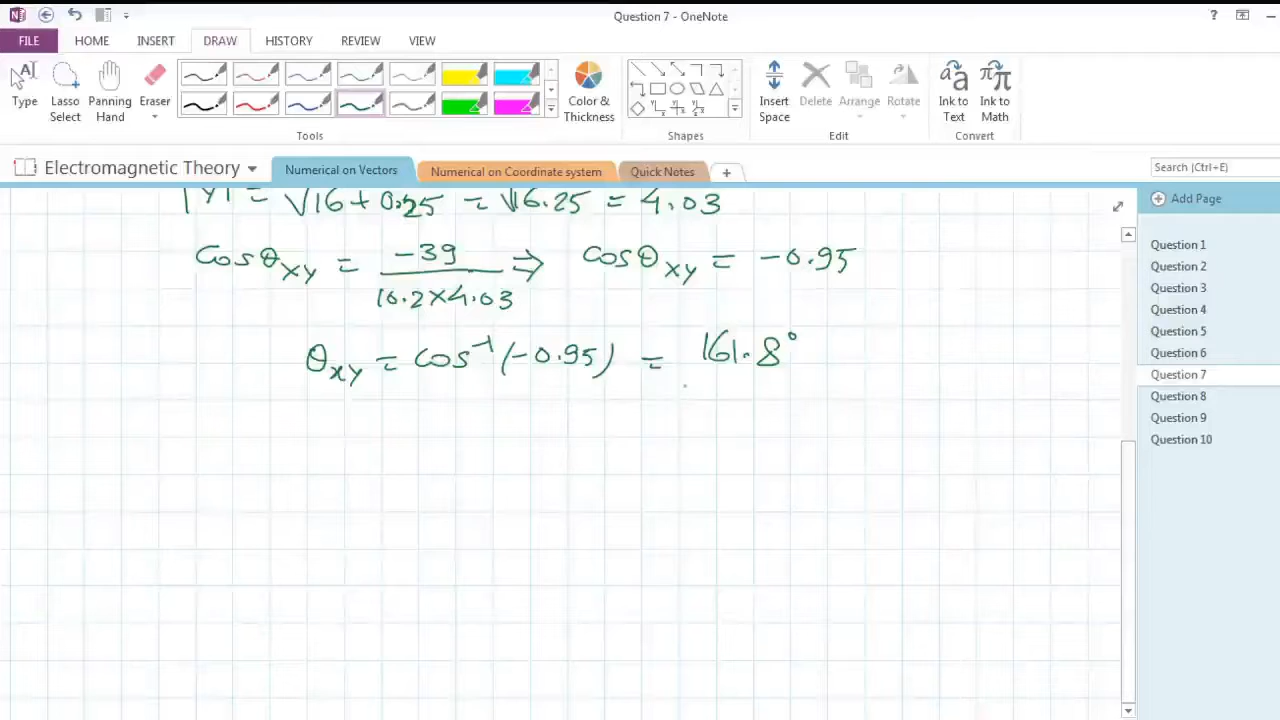 Question 7 - OneNote
?
FILE HOME INSERT DRAW HISTORY REVIEW VIEW
Type
Lasso Select
Panning Hand
Eraser
Color & Thickness
Insert Space
Delete
Arrange
Rotate
Ink to Text
Ink to Math
Tools
Shapes
Edit
Convert
Electromagnetic Theory
Numerical on Vectors
Numerical on Coordinate system
Quick Notes
+
Search (Ctrl+E)
Add Page
Question 1
Question 2
Question 3
Question 4
Question 5
Question 6
Question 7
Question 8
Question 9
Question 10
|Y| = √16 + 0.25 = √16.25 = 4.03
Cosθxy = -39 / 10.2×4.03 ⇒ Cosθxy = -0.95
θxy = cos⁻¹(-0.95) = 161.8°